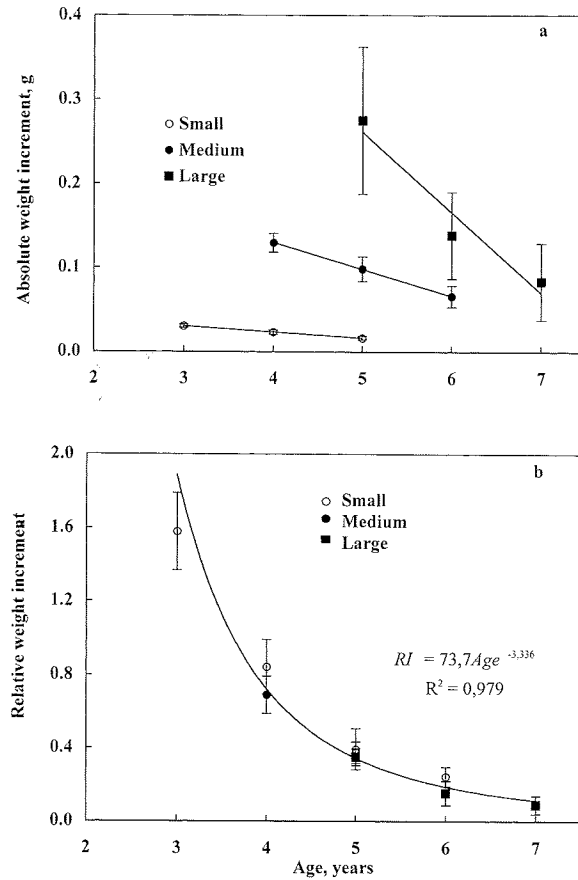 a
0.4
0.3
0.2
0.1
0.0
Absolute weight increment, g
Small
Medium
Large
2 3 4 5 6 7
b
2.0
1.6
1.2
0.8
0.4
0.0
Relative weight increment
Small
Medium
Large
RI = 73,7Age -3,336
R² = 0,979
2 3 4 5 6 7
Age, years